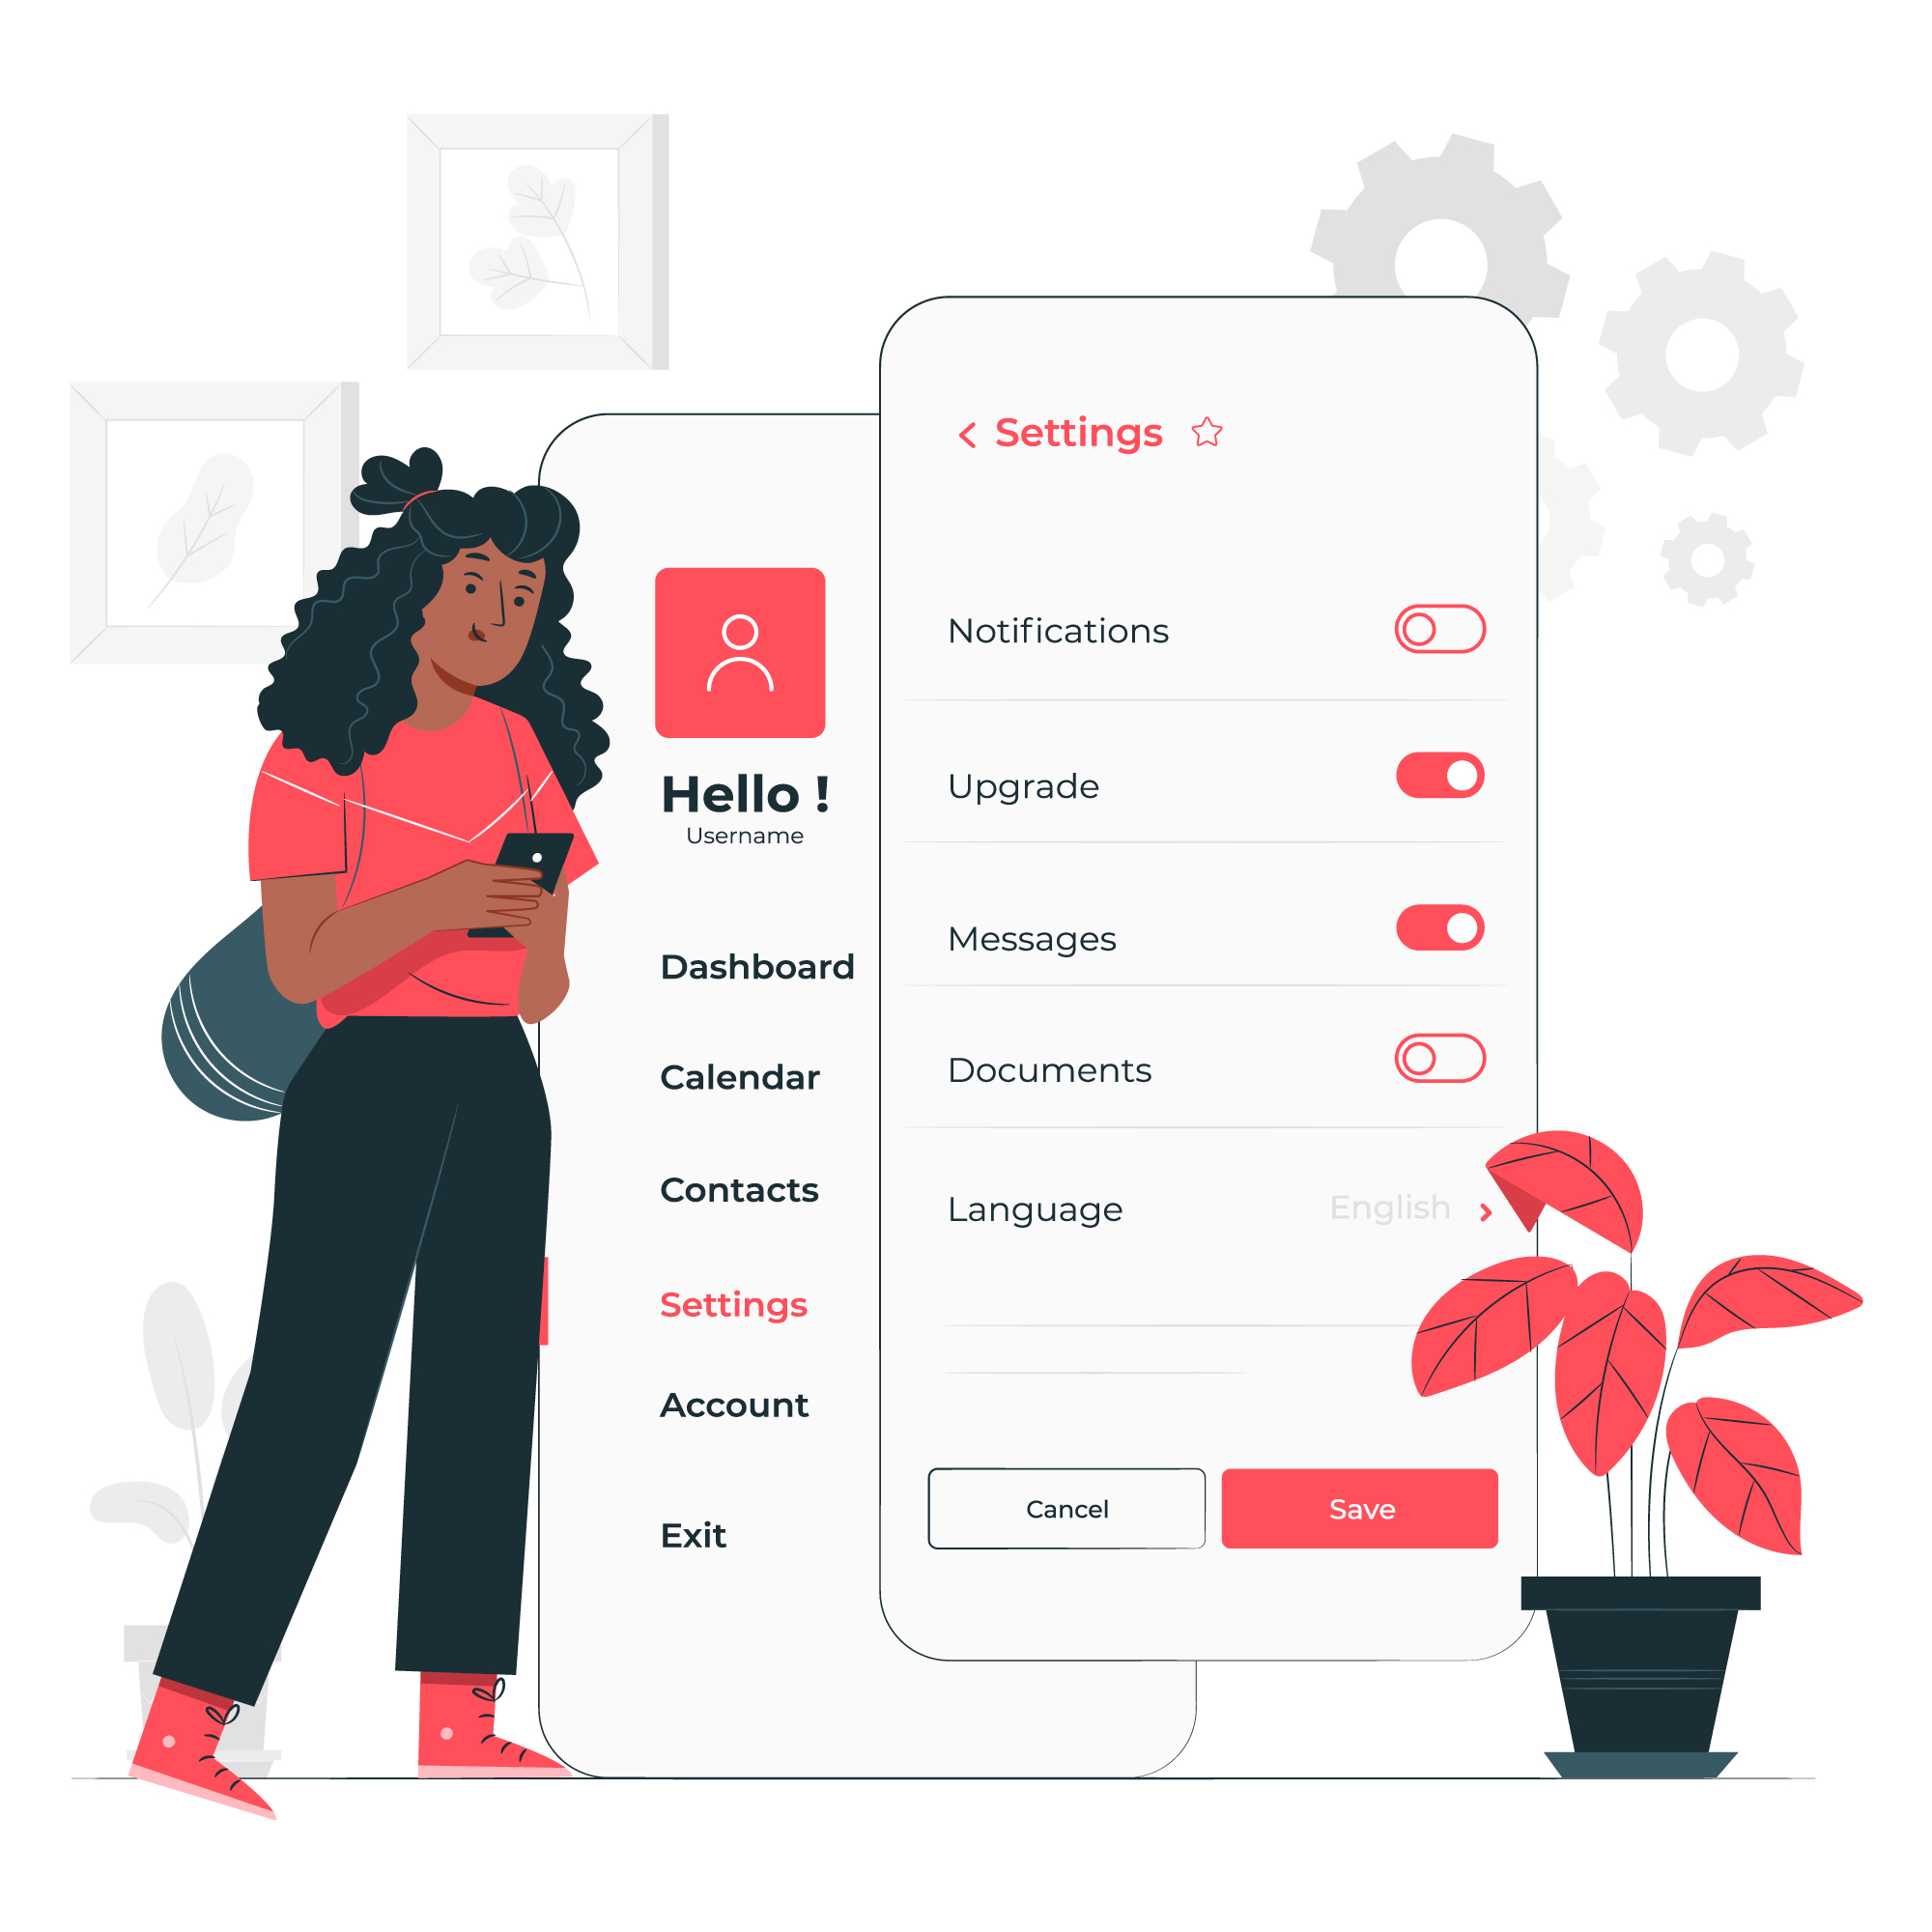 Hello !
Username
Dashboard
Calendar
Contacts
Settings
Account
Exit
Settings
Notifications
Upgrade
Messages
Documents
Language English
Cancel Save